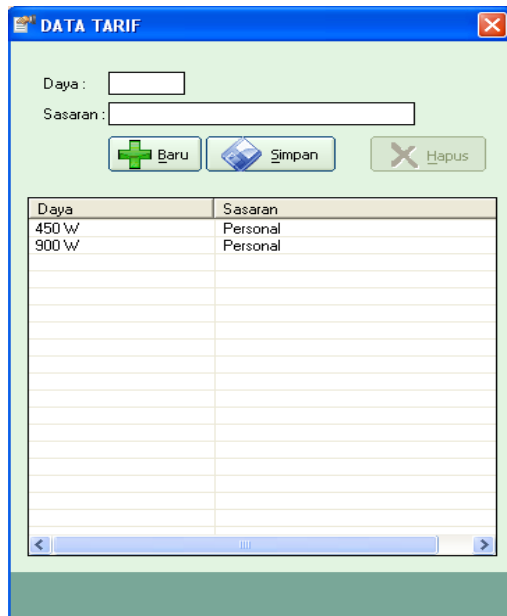 DATA TARIF
Daya :
Sasaran :
Baru Simpan Hapus
Daya Sasaran
450 W Personal
900 W Personal